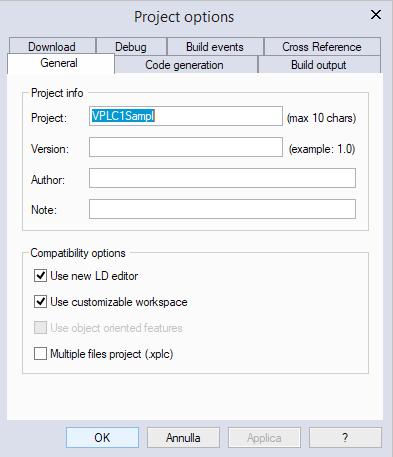 Project options
Download Debug Build events Cross Reference
General Code generation Build output
Project info
Project: VPLC1Sampl (max 10 chars)
Version: (example: 1.0)
Author:
Note:
Compatibility options
Use new LD editor
Use customizable workspace
Use object oriented features
Multiple files project (.xplc)
OK Annulla Applica ?